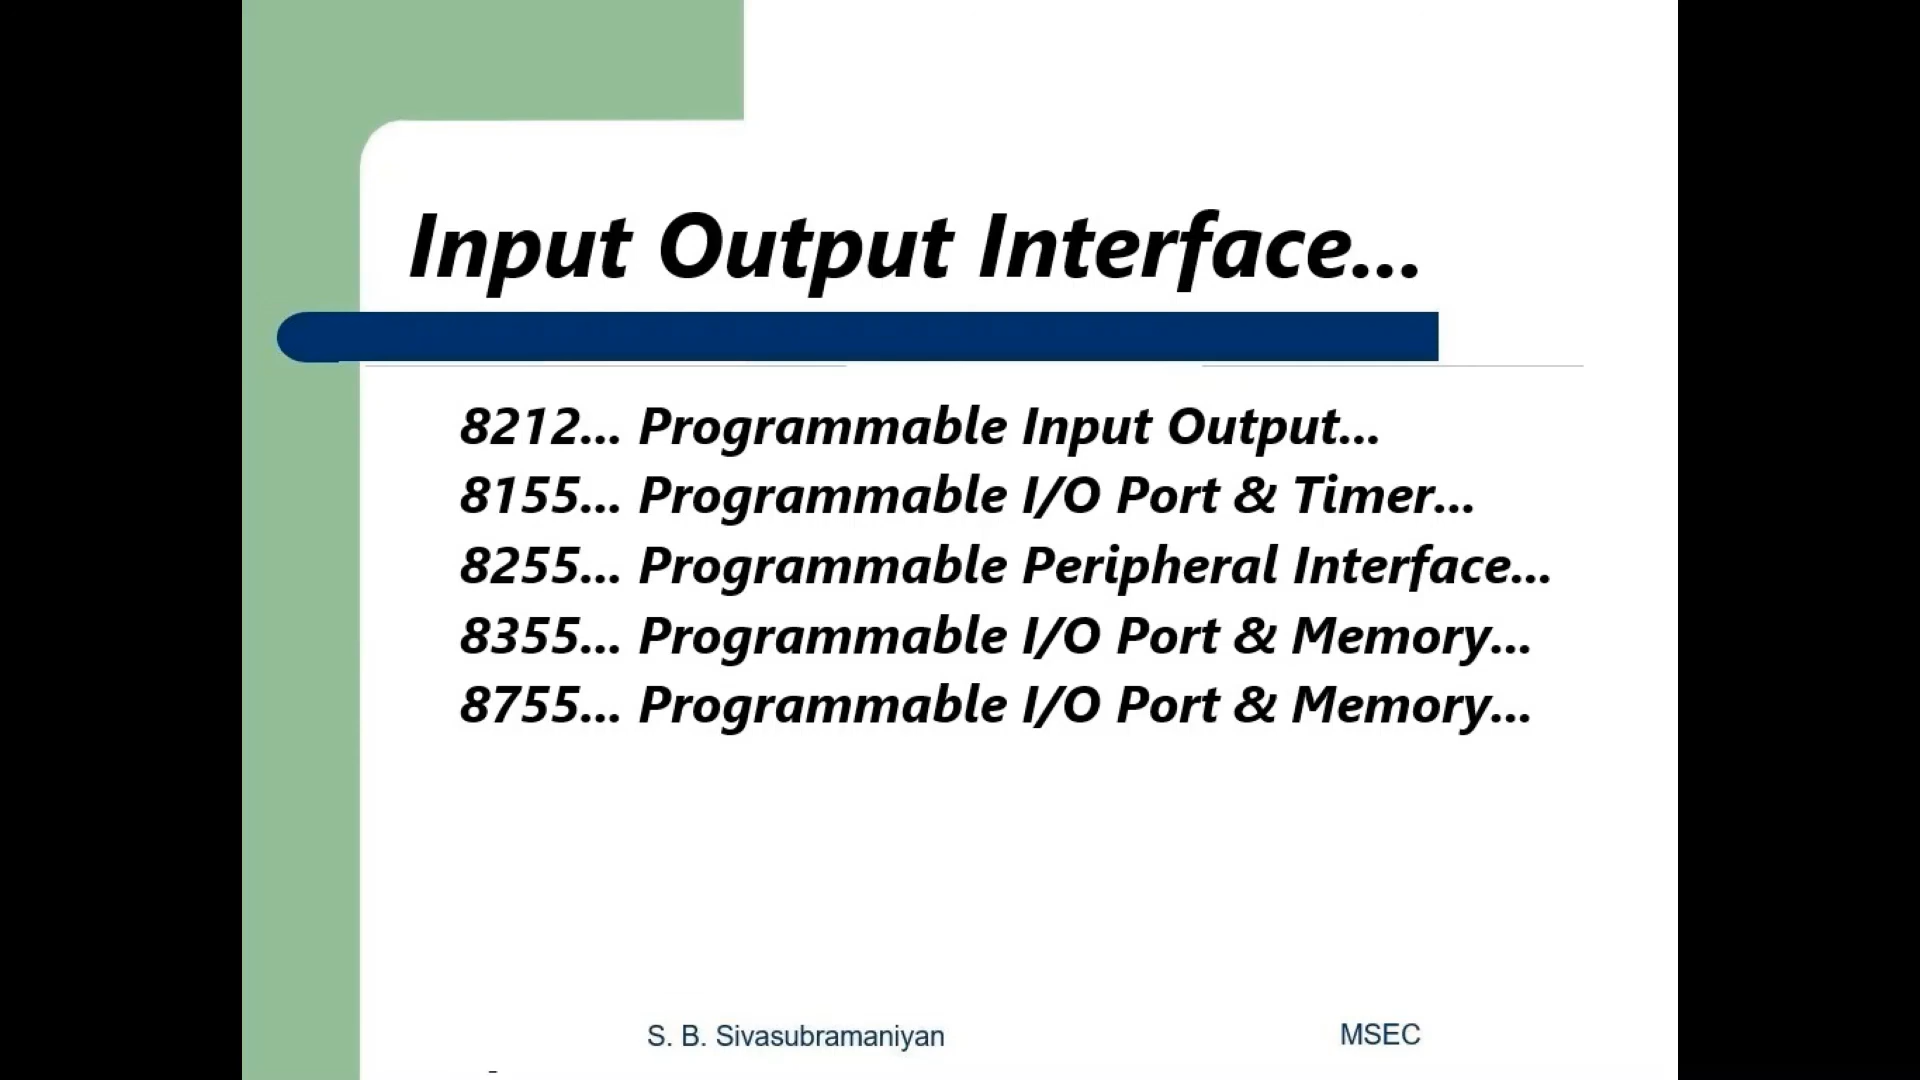 Input Output Interface...
8212... Programmable Input Output...
8155... Programmable I/O Port & Timer...
8255... Programmable Peripheral Interface...
8355... Programmable I/O Port & Memory...
8755... Programmable I/O Port & Memory...
S. B. Sivasubramaniyan MSEC